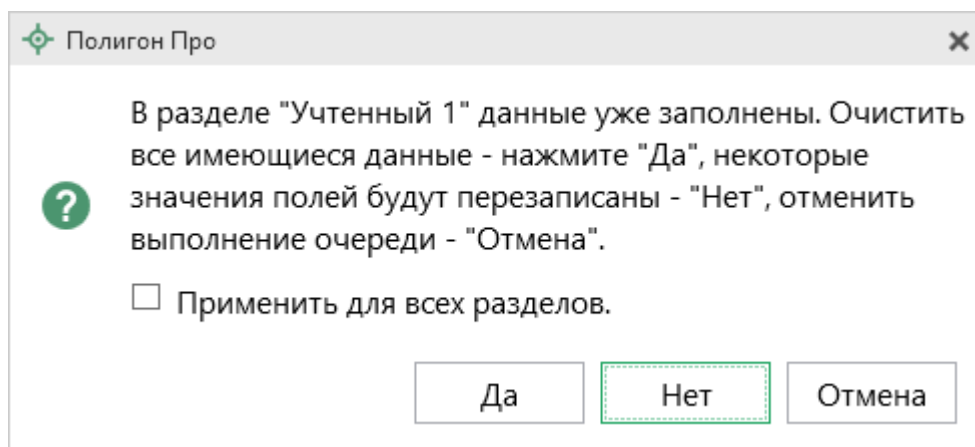 Полигон Про
В разделе "Учтенный 1" данные уже заполнены. Очистить
все имеющиеся данные - нажмите "Да", некоторые
значения полей будут перезаписаны - "Нет", отменить
выполнение очереди - "Отмена".
Применить для всех разделов.
Да Нет Отмена